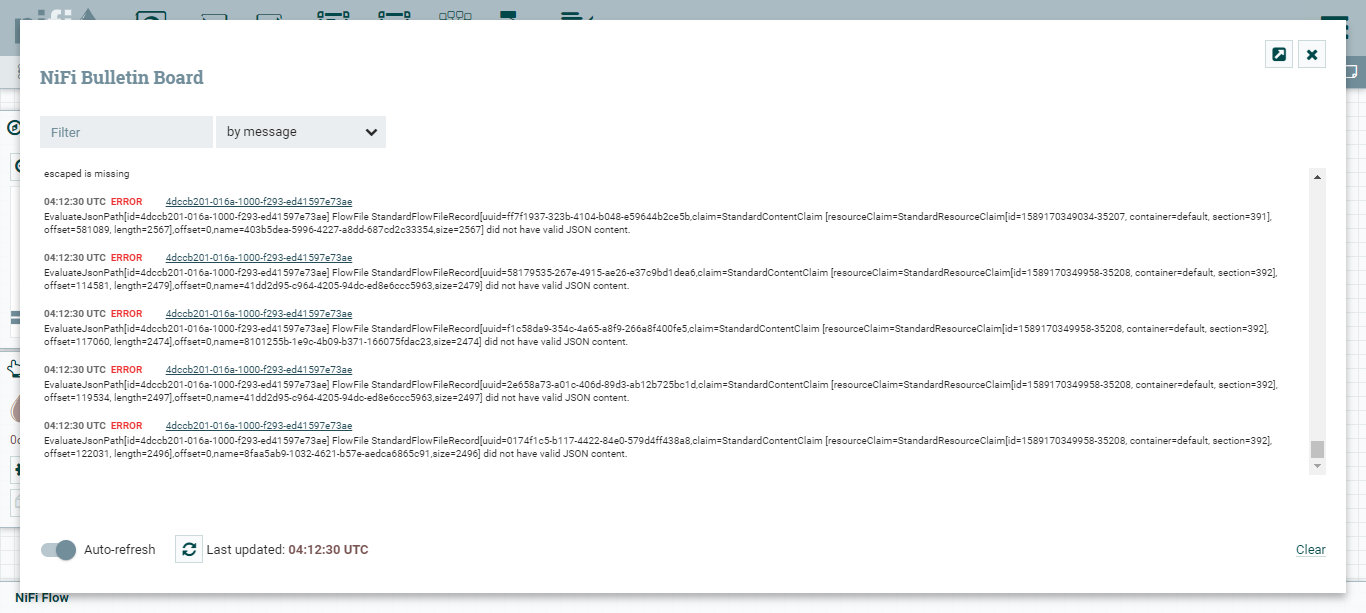 NiFi Bulletin Board
Filter
by message
escaped is missing
04:12:30 UTC ERROR 4dccb201-016a-1000-f293-ed41597e73ae
EvaluateJsonPath[id=4dccb201-016a-1000-f293-ed41597e73ae] FlowFile StandardFlowFileRecord[uuid=ff7f1937-323b-4104-b048-e59644b2ce5b,claim=StandardContentClaim [resourceClaim=StandardResourceClaim[id=1589170349034-35207, container=default, section=391],
offset=581089, length=2567],offset=0,name=403b5dea-5996-4227-a8dd-687cd2c33354,size=2567] did not have valid JSON content.
04:12:30 UTC ERROR 4dccb201-016a-1000-f293-ed41597e73ae
EvaluateJsonPath[id=4dccb201-016a-1000-f293-ed41597e73ae] FlowFile StandardFlowFileRecord[uuid=58179535-267e-4915-ae26-e37c9bd1dea6,claim=StandardContentClaim [resourceClaim=StandardResourceClaim[id=1589170349958-35208, container=default, section=392],
offset=114581, length=2479],offset=0,name=41dd2d95-c964-4205-94dc-ed8e6ccc5963,size=2479] did not have valid JSON content.
04:12:30 UTC ERROR 4dccb201-016a-1000-f293-ed41597e73ae
EvaluateJsonPath[id=4dccb201-016a-1000-f293-ed41597e73ae] FlowFile StandardFlowFileRecord[uuid=f1c58da9-354c-4a65-a8f9-266a8f400fe5,claim=StandardContentClaim [resourceClaim=StandardResourceClaim[id=1589170349958-35208, container=default, section=392],
offset=117060, length=2474],offset=0,name=8101255b-1e9c-4b09-b371-166075fdac23,size=2474] did not have valid JSON content.
04:12:30 UTC ERROR 4dccb201-016a-1000-f293-ed41597e73ae
EvaluateJsonPath[id=4dccb201-016a-1000-f293-ed41597e73ae] FlowFile StandardFlowFileRecord[uuid=2e658a73-a01c-406d-89d3-ab12b725bc1d,claim=StandardContentClaim [resourceClaim=StandardResourceClaim[id=1589170349958-35208, container=default, section=392],
offset=119534, length=2497],offset=0,name=41dd2d95-c964-4205-94dc-ed8e6ccc5963,size=2497] did not have valid JSON content.
04:12:30 UTC ERROR 4dccb201-016a-1000-f293-ed41597e73ae
EvaluateJsonPath[id=4dccb201-016a-1000-f293-ed41597e73ae] FlowFile StandardFlowFileRecord[uuid=0174f1c5-b117-4422-84e0-579d4ff438a8,claim=StandardContentClaim [resourceClaim=StandardResourceClaim[id=1589170349958-35208, container=default, section=392],
offset=122031, length=2496],offset=0,name=8faa5ab9-1032-4621-b57e-aedca6865c91,size=2496] did not have valid JSON content.
Auto-refresh
Last updated: 04:12:30 UTC
Clear
NiFi Flow